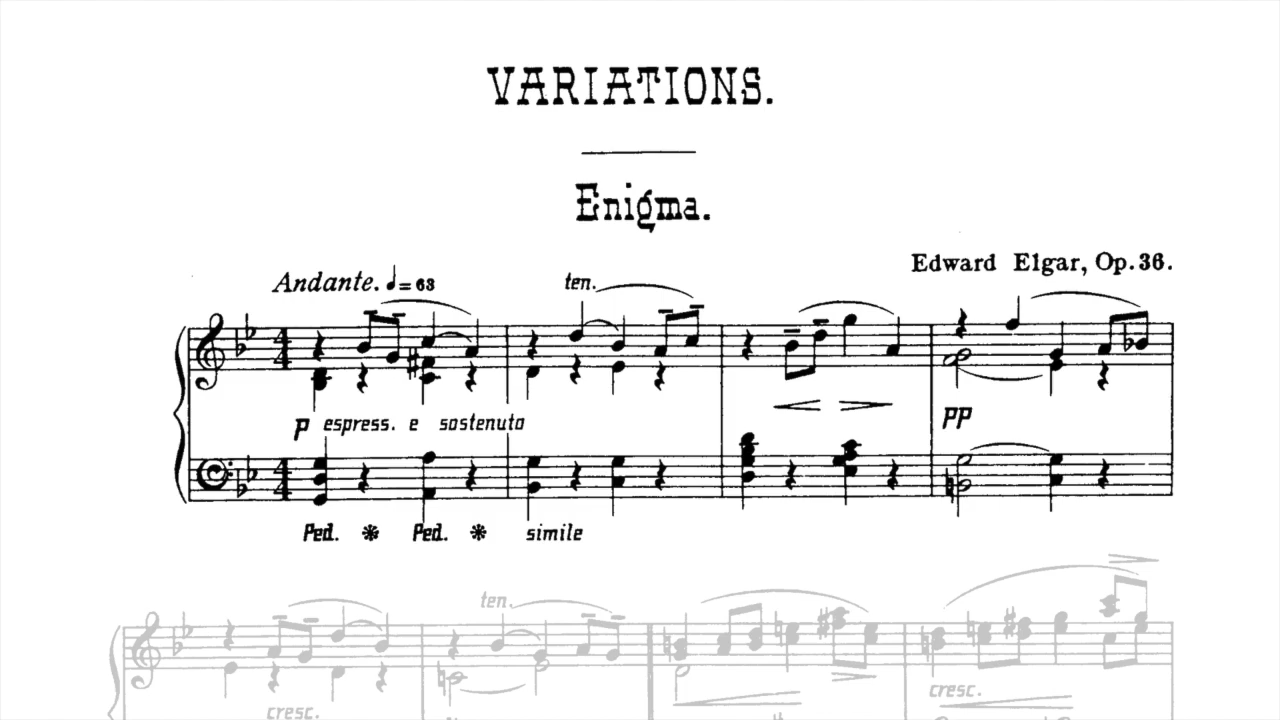 VARIATIONS.
Enigma.
Edward Elgar, Op. 36.
Andante. ♩= 63
ten.
p espress. e sostenuto
pp
Ped. * Ped. * simile
ten.
cresc.
cresc.